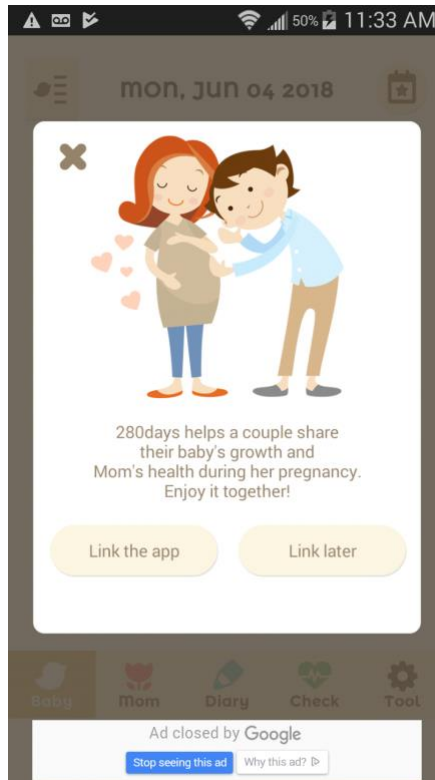 50% 11:33 AM
mon, Jun 04 2018
280days helps a couple share
their baby's growth and
Mom's health during her pregnancy.
Enjoy it together!
Link the app Link later
Baby Mom Diary Check Tool
Ad closed by Google
Stop seeing this ad Why this ad?